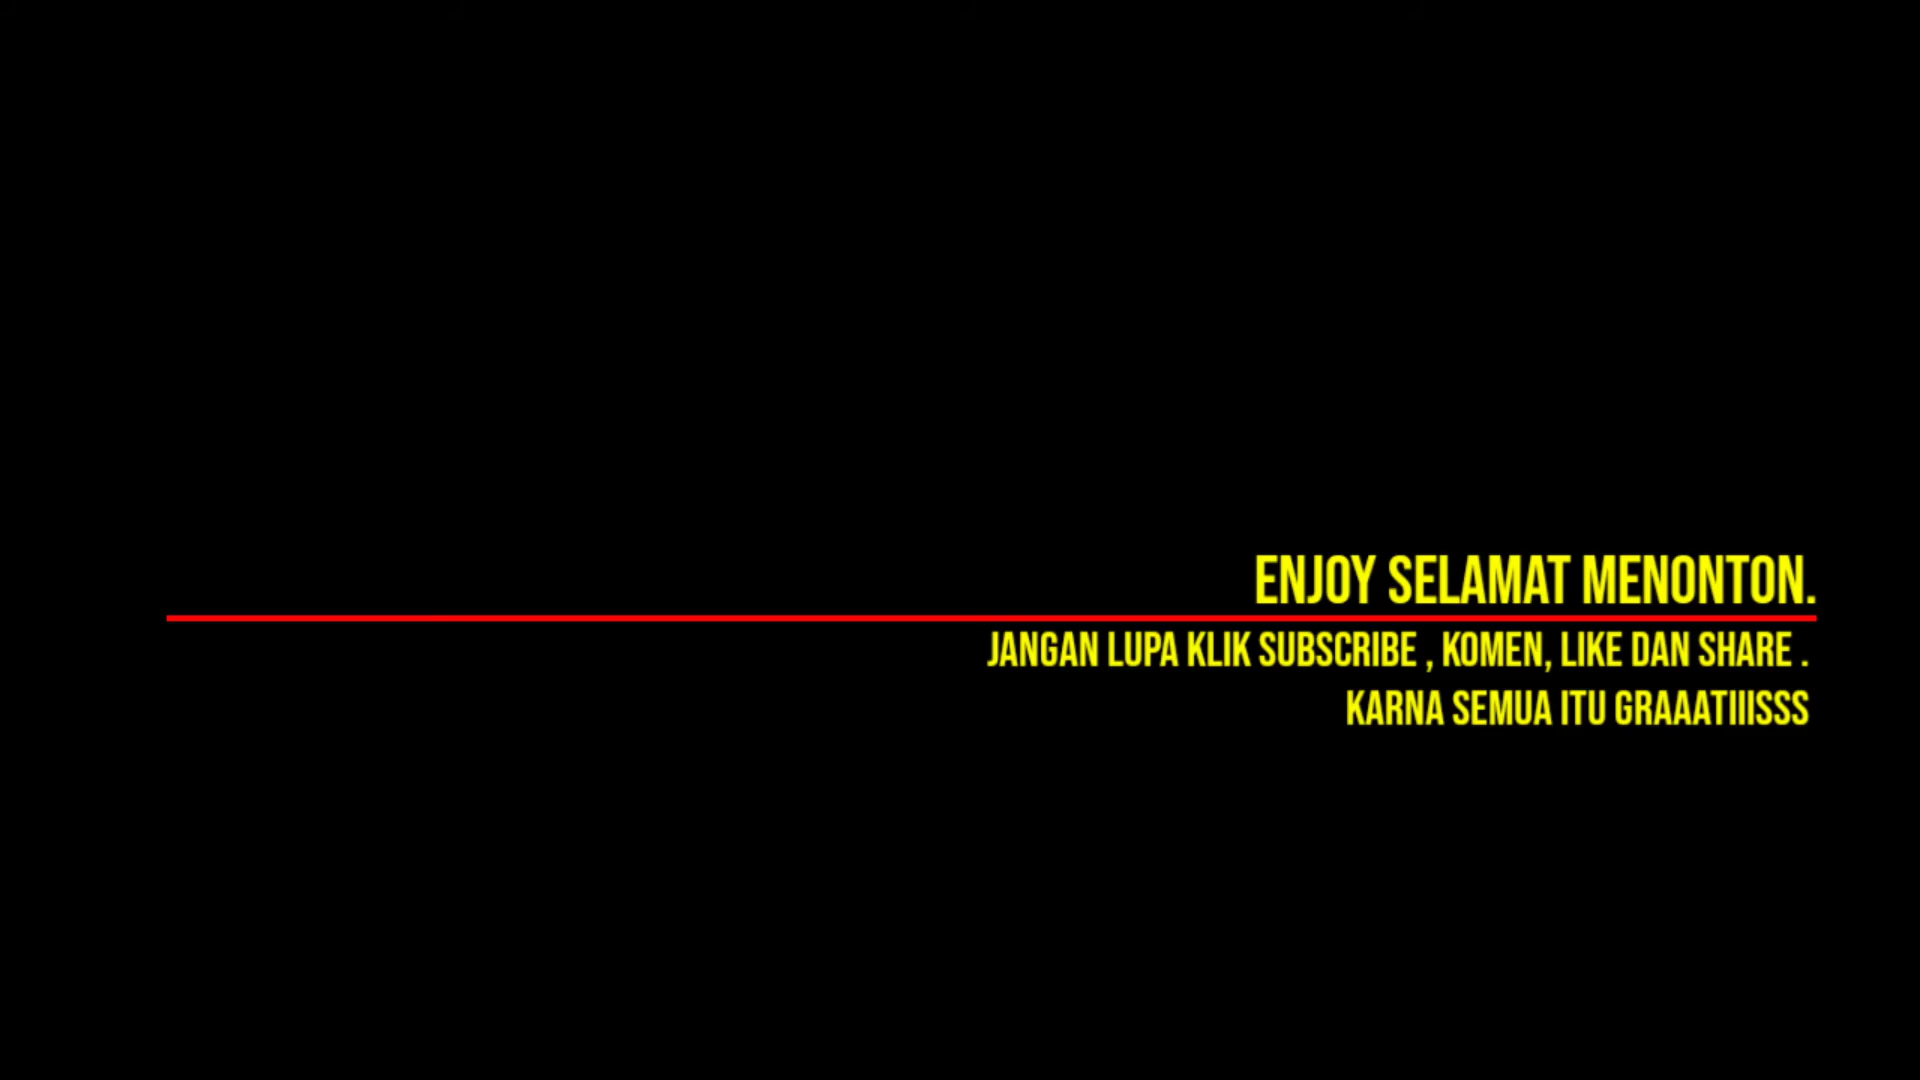 ENJOY SELAMAT MENONTON.
JANGAN LUPA KLIK SUBSCRIBE , KOMEN, LIKE DAN SHARE .
KARNA SEMUA ITU GRAAATIIISSS